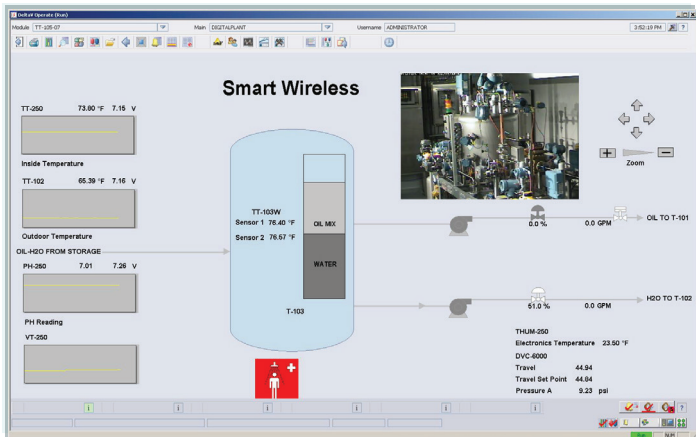 DeltaV Operate (Run)
Module TT-105-07 Main DIGITALPLANT Username ADMINISTRATOR 3:52:19 PM ?
Smart Wireless
TT-250 73.80 °F 7.15 V
Inside Temperature
TT-102 65.39 °F 7.16 V
Outdoor Temperature
OIL-H2O FROM STORAGE
PH-250 7.01 7.26 V
PH Reading
VT-250
TT-103W
Sensor 1 76.40 °F
Sensor 2 76.57 °F
OIL MIX
WATER
T-103
Zoom
0.0 % 0.0 GPM OIL TO T-101
51.0 % 0.0 GPM H2O TO T-102
THUM-250
Electronics Temperature 23.50 °F
DVC-6000
Travel 44.94
Travel Set Point 44.84
Pressure A 9.23 psi
i i i i i i ?
NUM